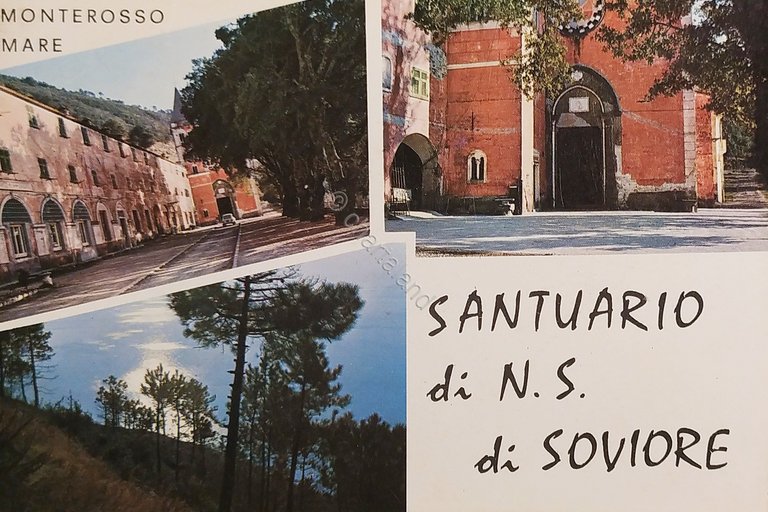 MONTEROSSO
MARE
SANTUARIO
di N. S.
di SOVIORE